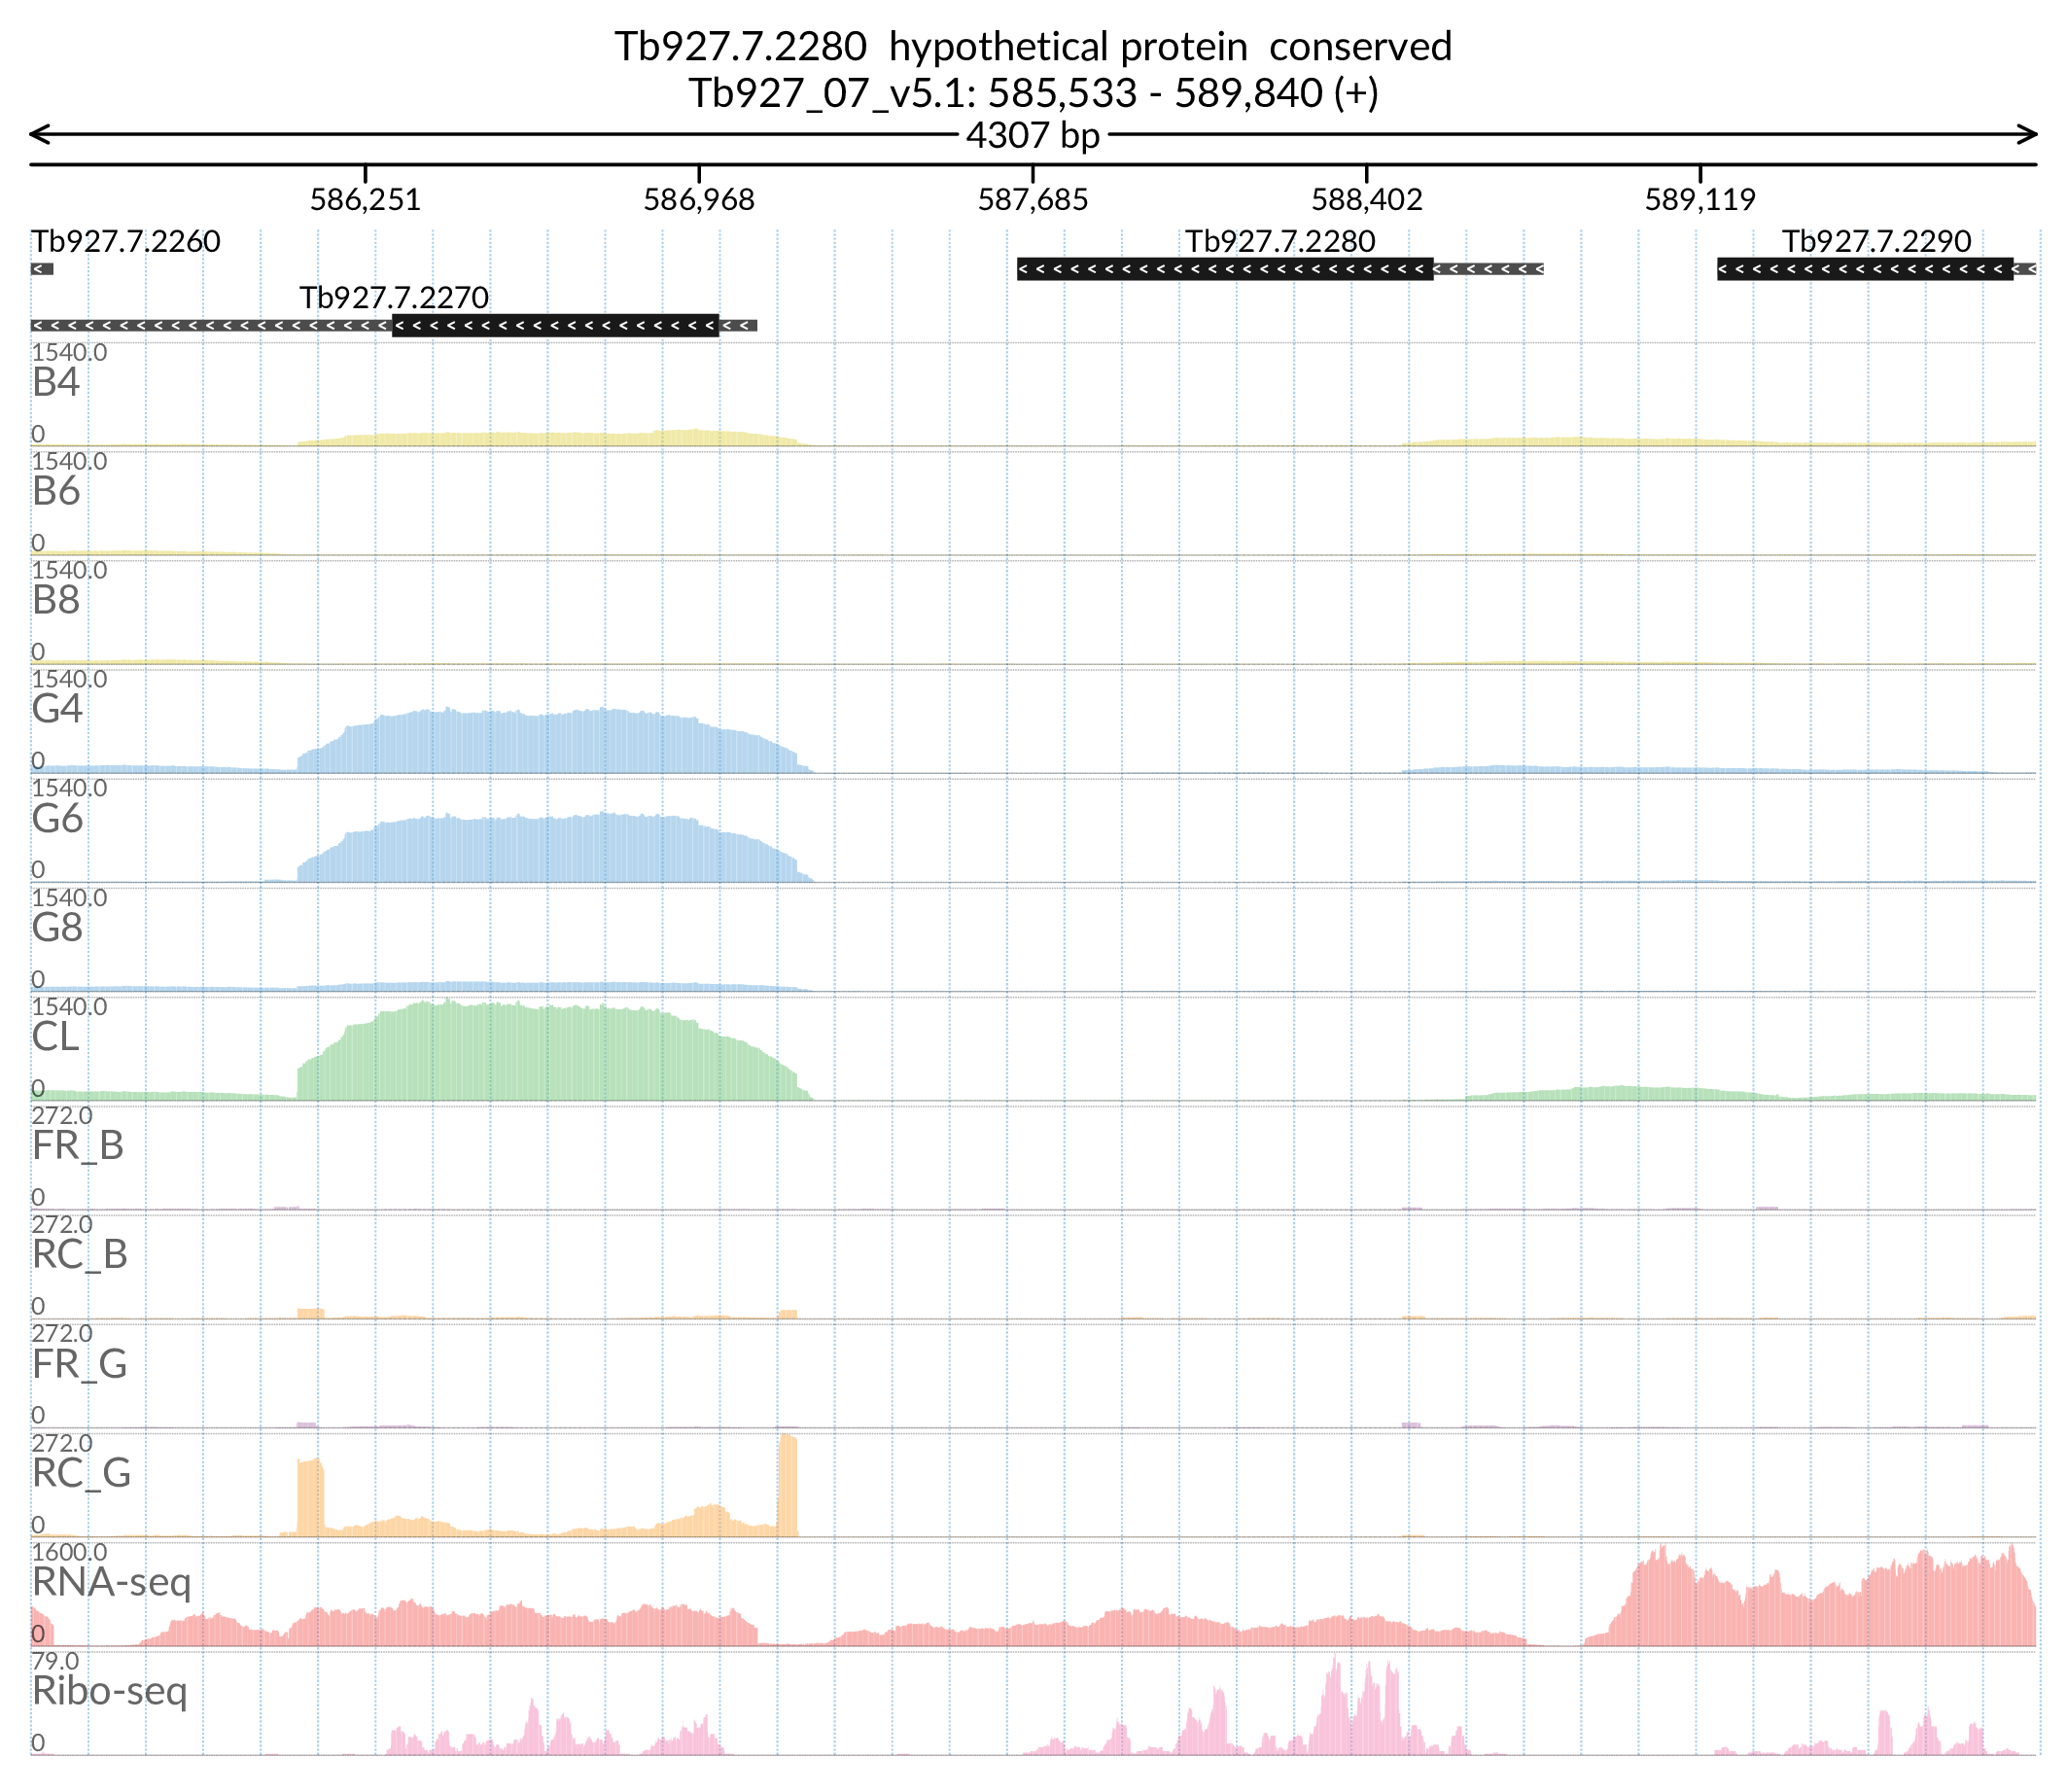 Tb927.7.2280 hypothetical protein conserved
Tb927_07_v5.1: 585,533 - 589,840 (+)
4307 bp
586,251 586,968 587,685 588,402 589,119
Tb927.7.2260 Tb927.7.2280 Tb927.7.2290
Tb927.7.2270
1540.0
B4
0
1540.0
B6
0
1540.0
B8
0
1540.0
G4
0
1540.0
G6
0
1540.0
G8
0
1540.0
CL
0
272.0
FR_B
0
272.0
RC_B
0
272.0
FR_G
0
272.0
RC_G
0
1600.0
RNA-seq
0
79.0
Ribo-seq
0